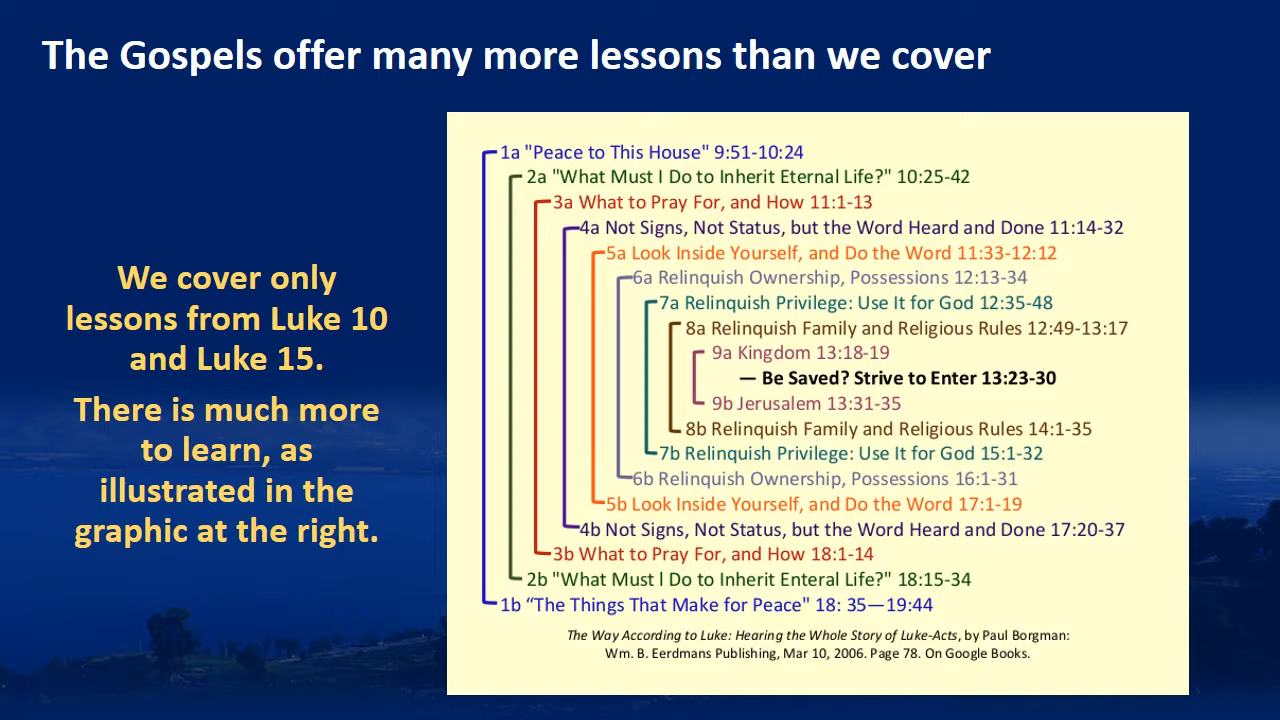 The Gospels offer many more lessons than we cover
We cover only
lessons from Luke 10
and Luke 15.
There is much more
to learn, as
illustrated in the
graphic at the right.
1a "Peace to This House" 9:51-10:24
2a "What Must I Do to Inherit Eternal Life?" 10:25-42
3a What to Pray For, and How 11:1-13
4a Not Signs, Not Status, but the Word Heard and Done 11:14-32
5a Look Inside Yourself, and Do the Word 11:33-12:12
6a Relinquish Ownership, Possessions 12:13-34
7a Relinquish Privilege: Use It for God 12:35-48
8a Relinquish Family and Religious Rules 12:49-13:17
9a Kingdom 13:18-19
— Be Saved? Strive to Enter 13:23-30
9b Jerusalem 13:31-35
8b Relinquish Family and Religious Rules 14:1-35
7b Relinquish Privilege: Use It for God 15:1-32
6b Relinquish Ownership, Possessions 16:1-31
5b Look Inside Yourself, and Do the Word 17:1-19
4b Not Signs, Not Status, but the Word Heard and Done 17:20-37
3b What to Pray For, and How 18:1-14
2b "What Must l Do to Inherit Enteral Life?" 18:15-34
1b “The Things That Make for Peace" 18: 35—19:44
The Way According to Luke: Hearing the Whole Story of Luke-Acts, by Paul Borgman:
Wm. B. Eerdmans Publishing, Mar 10, 2006. Page 78. On Google Books.